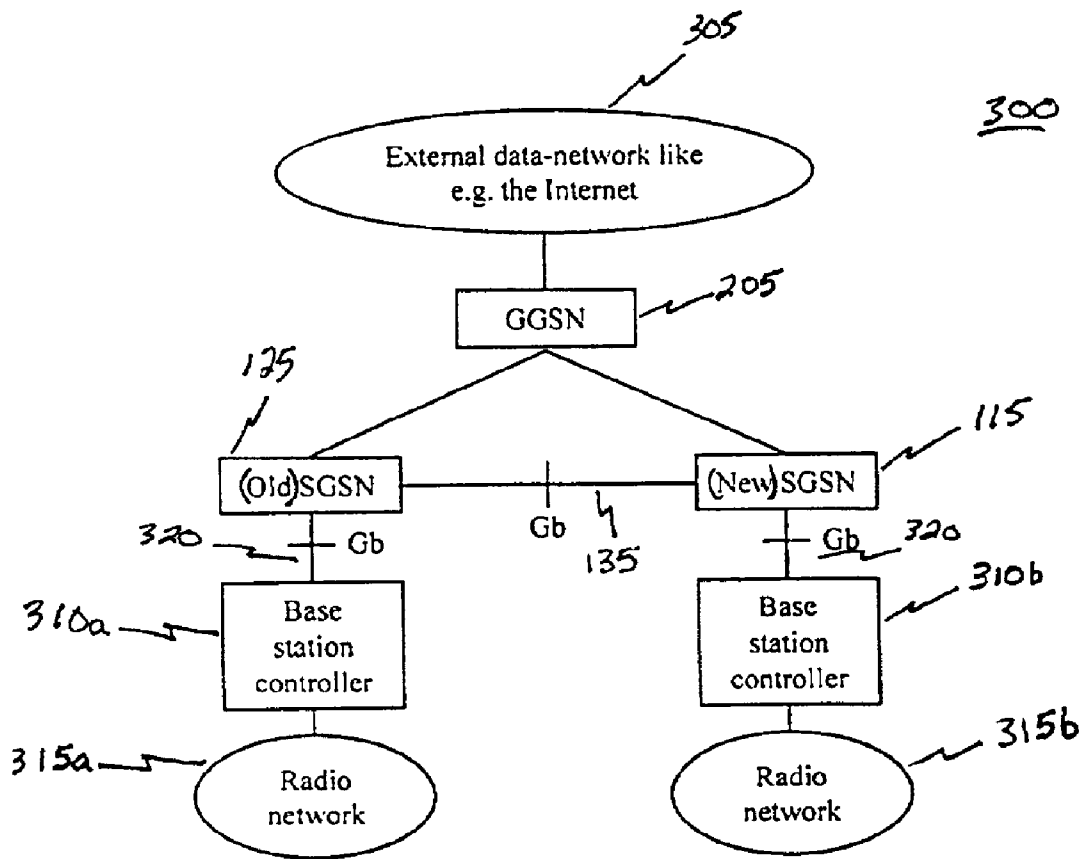 305
300
External data-network like
e.g. the Internet
205
GGSN
125
115
(Old)SGSN
(New)SGSN
320
Gb
Gb
135
Gb
320
310a
Base
station
controller
310b
Base
station
controller
315a
Radio
network
315b
Radio
network